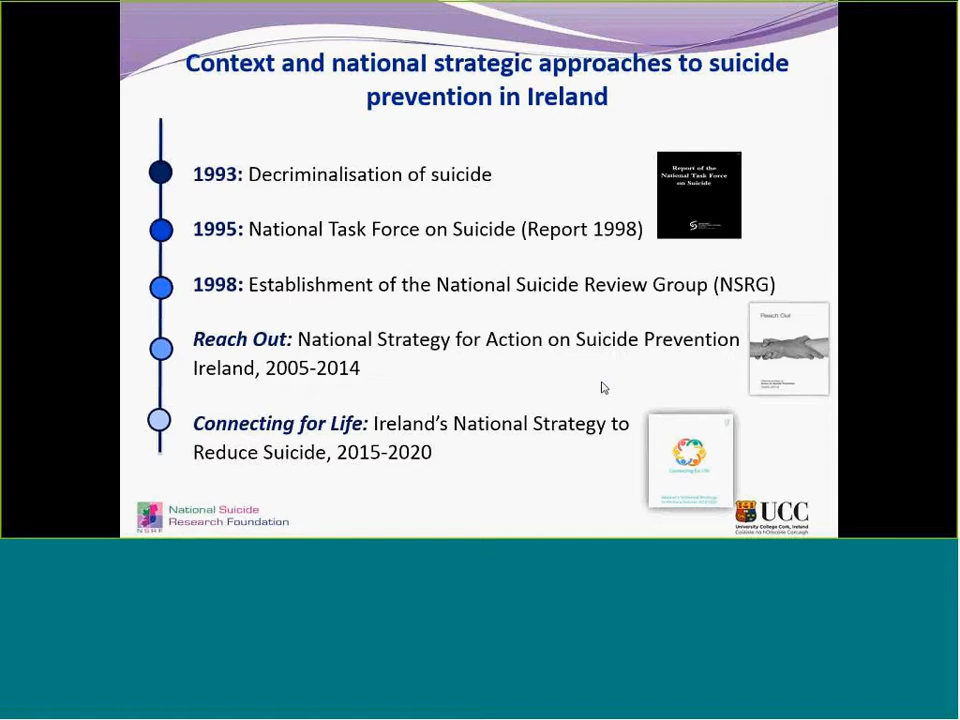 Context and national strategic approaches to suicide
prevention in Ireland
1993: Decriminalisation of suicide
Report of the
National Task Force
on Suicide
1995: National Task Force on Suicide (Report 1998)
1998: Establishment of the National Suicide Review Group (NSRG)
Reach Out
Reach Out: National Strategy for Action on Suicide Prevention
Ireland, 2005-2014
Connecting for Life: Ireland’s National Strategy to
Reduce Suicide, 2015-2020
Connecting for Life
National Suicide
Research Foundation
NSRF
UCC
University College Cork, Ireland
Coláiste na hOllscoile Corcaigh